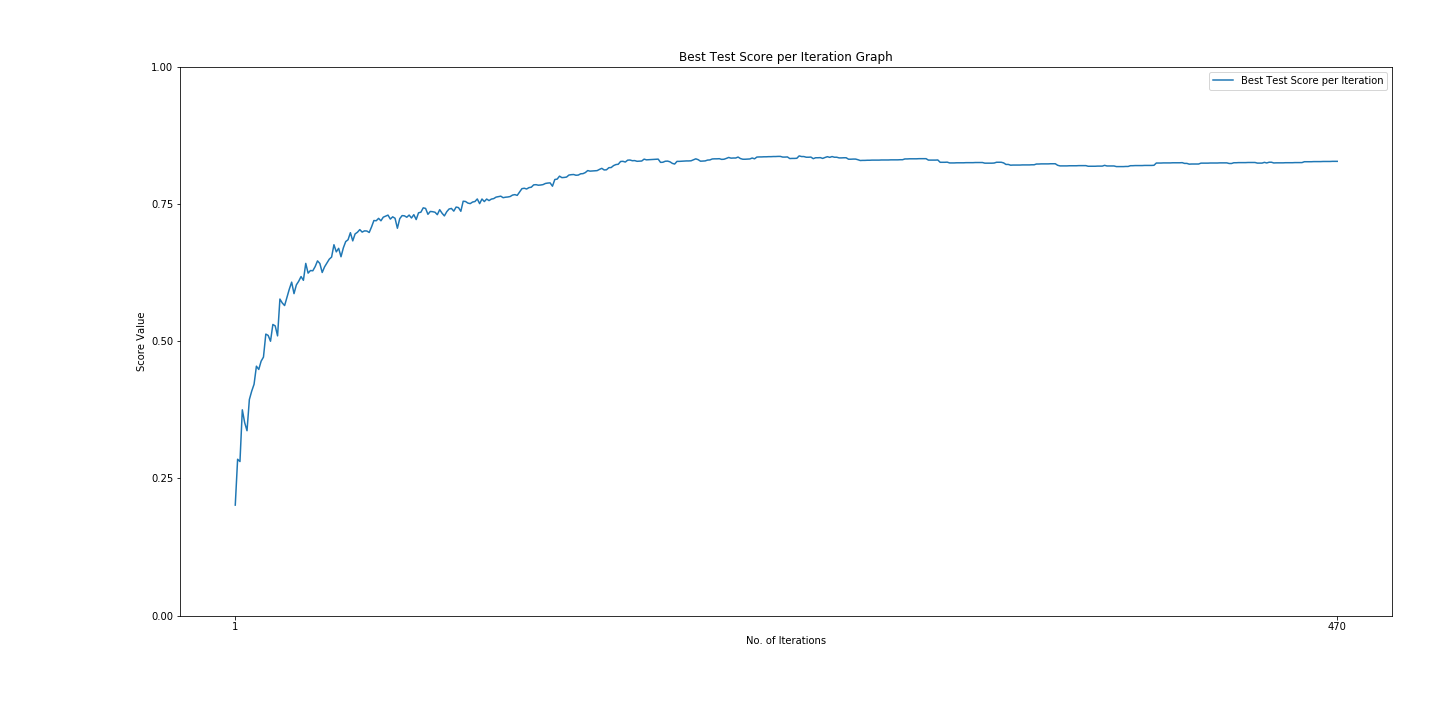 Best Test Score per Iteration Graph
1.00
Best Test Score per Iteration
0.75
0.50
Score Value
0.25
0.00
1
470
No. of Iterations